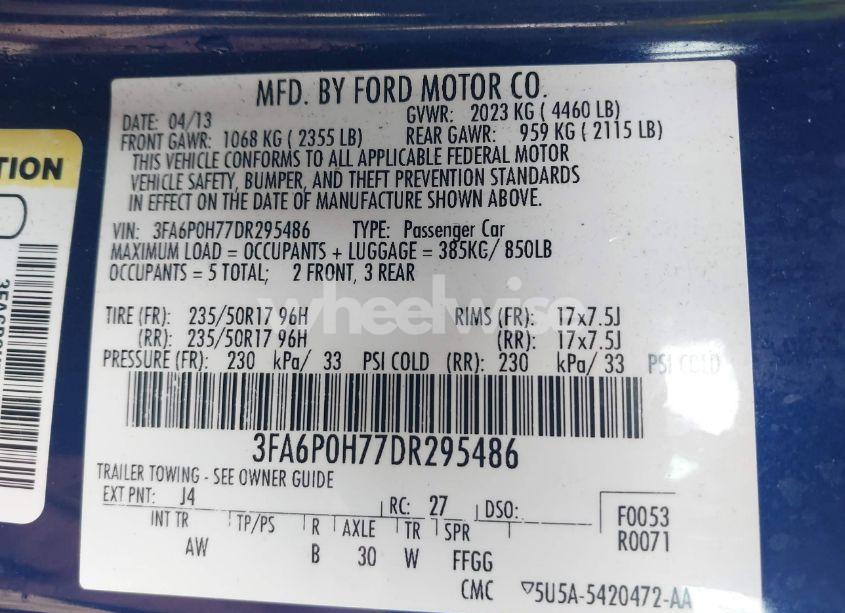 MFD. BY FORD MOTOR CO.
DATE: 04/13 GVWR: 2023 KG ( 4460 LB)
FRONT GAWR: 1068 KG ( 2355 LB) REAR GAWR: 959 KG ( 2115 LB)
THIS VEHICLE CONFORMS TO ALL APPLICABLE FEDERAL MOTOR
VEHICLE SAFETY, BUMPER, AND THEFT PREVENTION STANDARDS
IN EFFECT ON THE DATE OF MANUFACTURE SHOWN ABOVE.
VIN: 3FA6P0H77DR295486 TYPE: Passenger Car
MAXIMUM LOAD = OCCUPANTS + LUGGAGE = 385KG/ 850LB
OCCUPANTS = 5 TOTAL; 2 FRONT, 3 REAR
wheelwise
TIRE (FR): 235/50R17 96H RIMS (FR): 17x7.5J
(RR): 235/50R17 96H (RR): 17x7.5J
PRESSURE (FR): 230 kPa/ 33 PSI COLD (RR): 230 kPa/ 33 PSI COLD
3FA6P0H77DR295486
TRAILER TOWING - SEE OWNER GUIDE
EXT PNT: J4 RC: 27 DSO:
F0053
R0071
INT TR TP/PS R AXLE TR SPR
AW B 30 W FFGG
CMC 5U5A-5420472-AA
TION